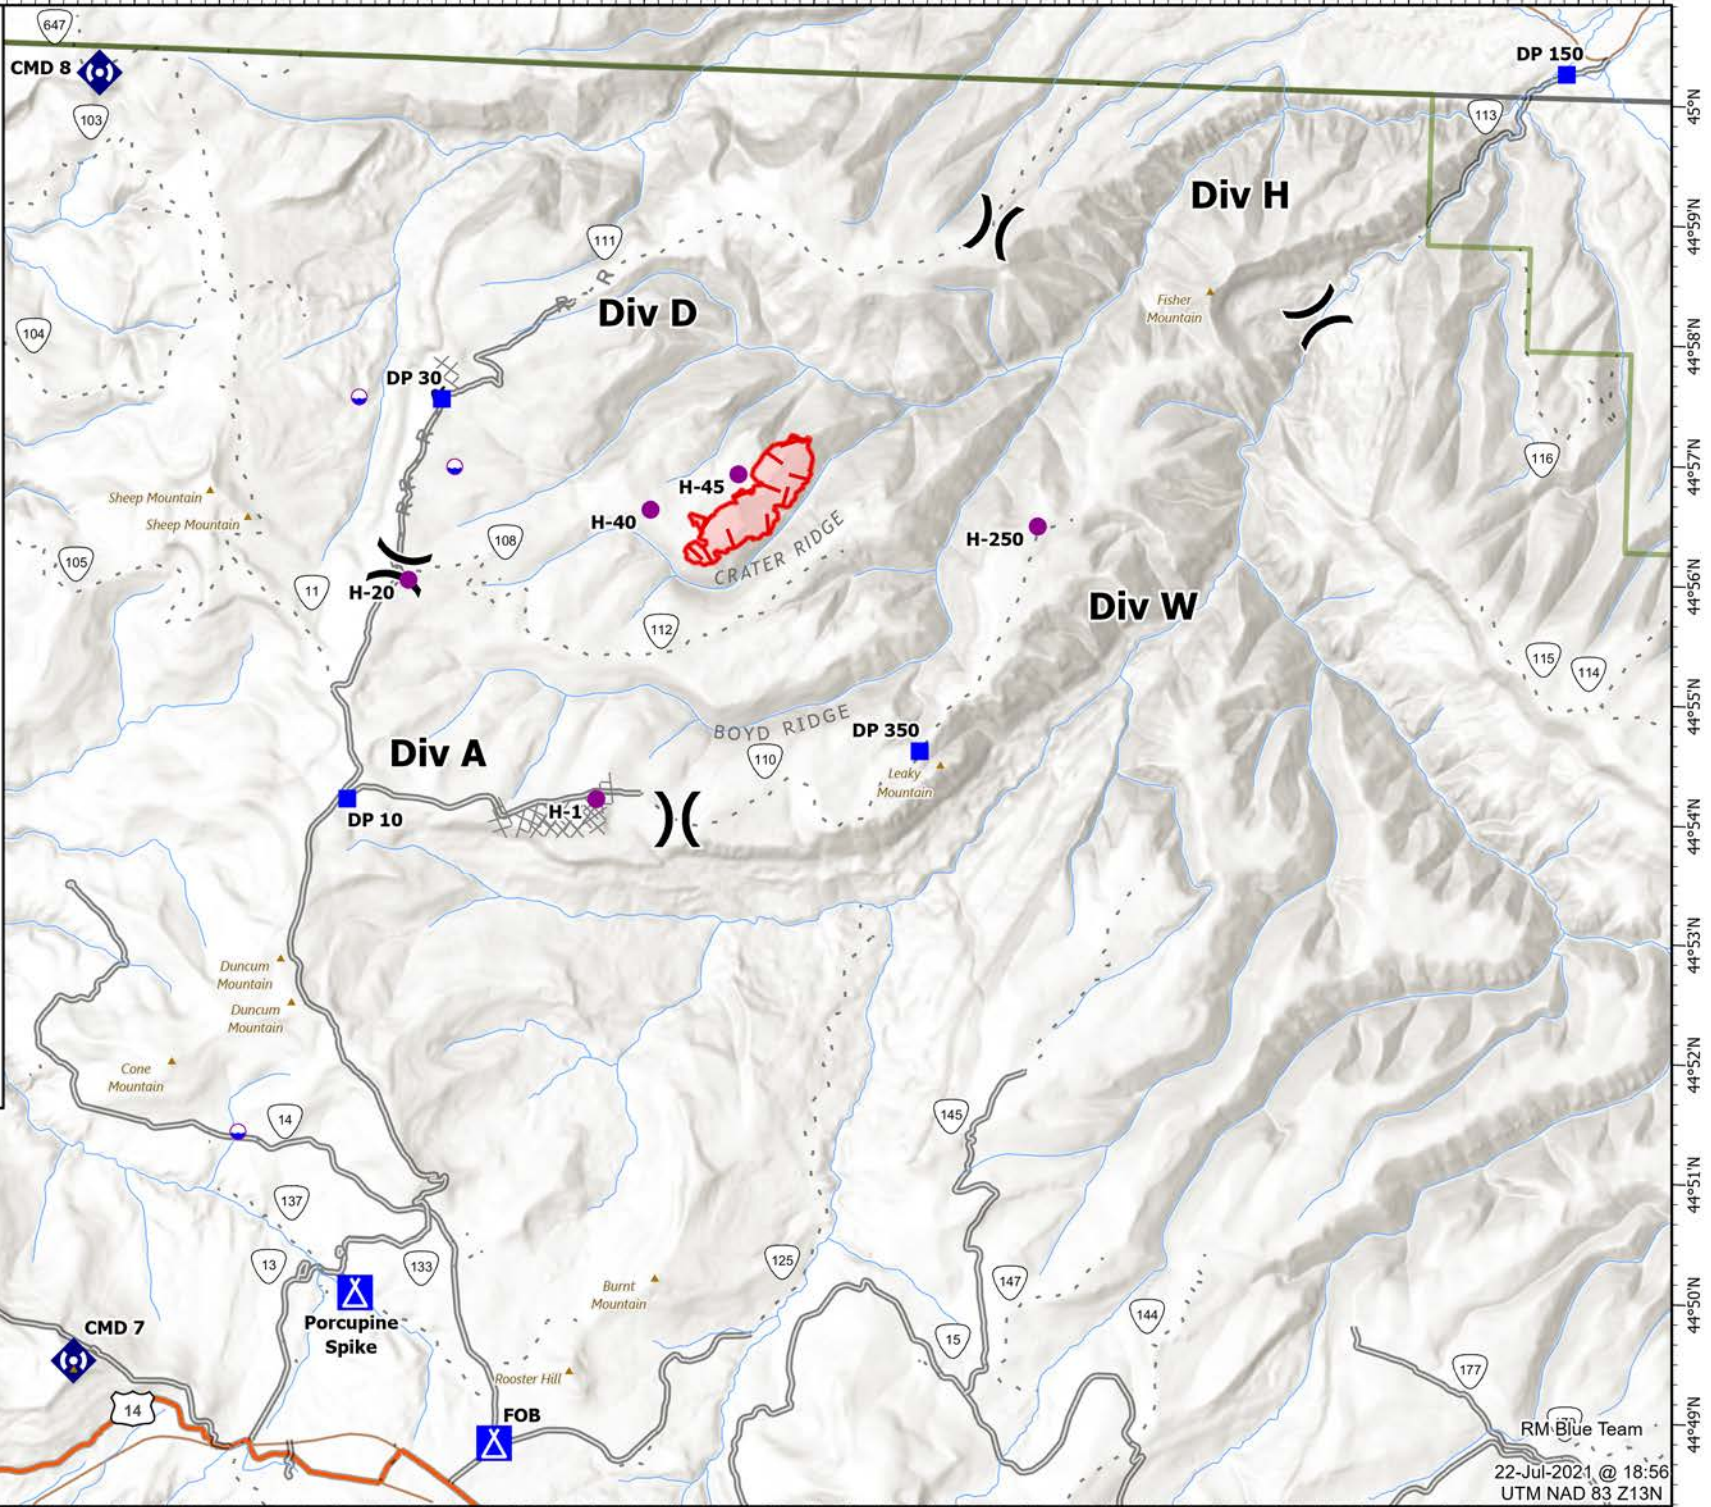 647
CMD 8
103
DP 150
113
45°N
Div H
44°59'N
111
R
R
Div D
Fisher
Mountain
104
44°58'N
DP 30
R
44°57'N
116
H-45
Sheep Mountain
H-40
R
R
R
Sheep Mountain
108
CRATER RIDGE
H-250
105
11
H-20
44°56'N
Div W
112
115
114
44°55'N
BOYD RIDGE
DP 350
Div A
110
Leaky
Mountain
H-1
DP 10
44°54'N
44°53'N
Duncum
Mountain
Duncum
Mountain
44°52'N
Cone
Mountain
14
145
44°51'N
137
13
133
125
147
Burnt
Mountain
44°50'N
144
Porcupine
Spike
CMD 7
15
177
Rooster Hill
14
FOB
44°49'N
RM Blue Team
22-Jul-2021 @ 18:56
UTM NAD 83 Z13N